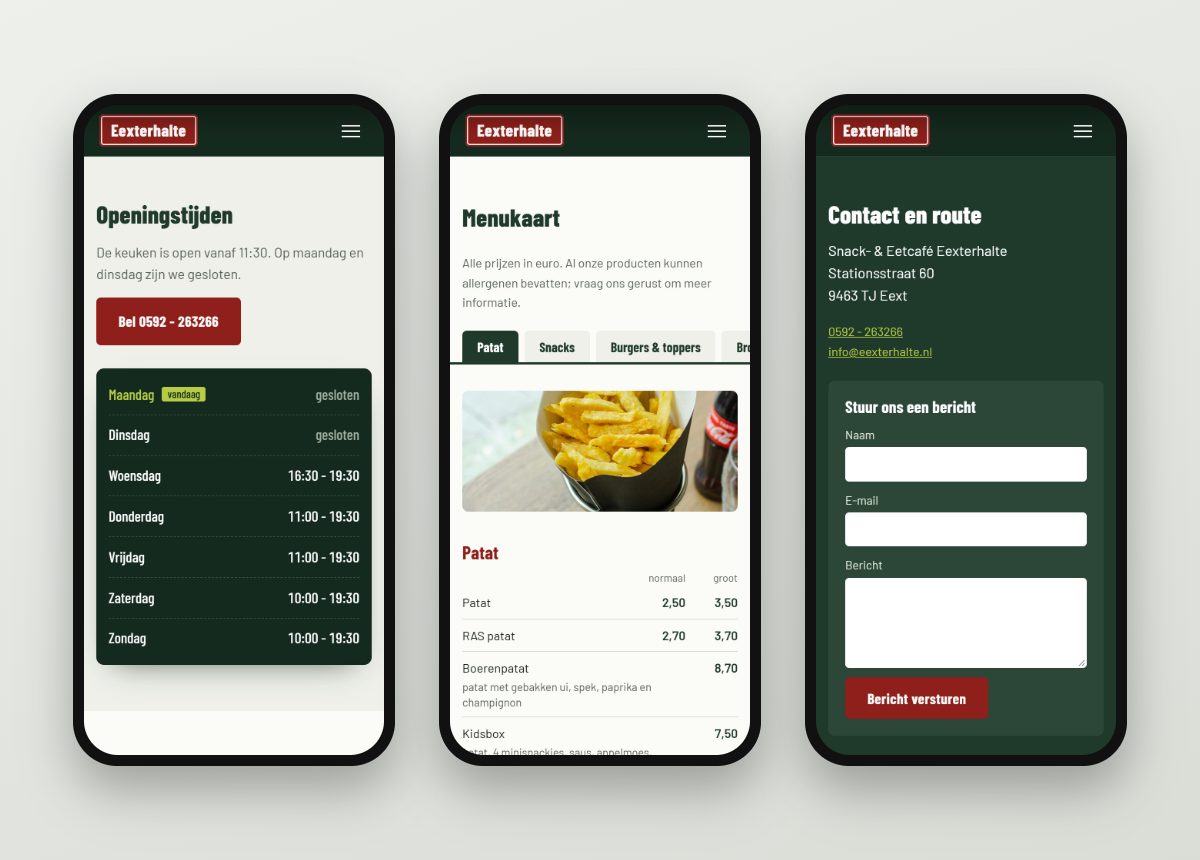 Eexterhalte
Openingstijden
De keuken is open vanaf 11:30. Op maandag en
dinsdag zijn we gesloten.
Bel 0592 - 263266
Maandag vandaag gesloten
Dinsdag gesloten
Woensdag 16:30 - 19:30
Donderdag 11:00 - 19:30
Vrijdag 11:00 - 19:30
Zaterdag 10:00 - 19:30
Zondag 10:00 - 19:30
Eexterhalte
Menukaart
Alle prijzen in euro. Al onze producten kunnen
allergenen bevatten; vraag ons gerust om meer
informatie.
Patat Snacks Burgers & toppers Bro
Patat
normaal groot
Patat 2,50 3,50
RAS patat 2,70 3,70
Boerenpatat 8,70
patat met gebakken ui, spek, paprika en
champignon
Kidsbox 7,50
4 minisnackjes, saus, appelmoes,
Eexterhalte
Contact en route
Snack- & Eetcafé Eexterhalte
Stationsstraat 60
9463 TJ Eext
0592 - 263266
info@eexterhalte.nl
Stuur ons een bericht
Naam
E-mail
Bericht
Bericht versturen